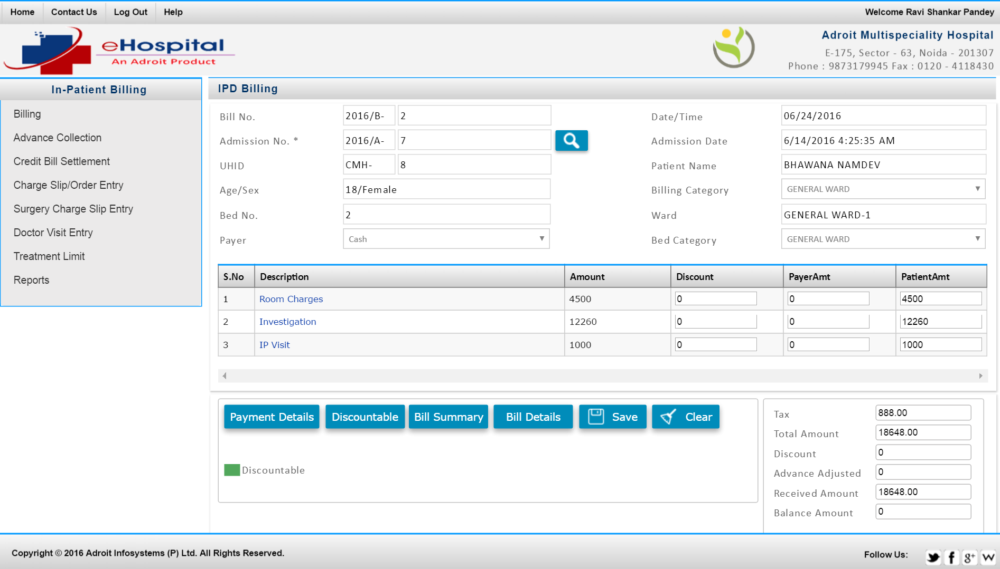 Home Contact Us Log Out Help Welcome Ravi Shankar Pandey
eHospital
An Adroit Product
Adroit Multispeciality Hospital
E-175, Sector - 63, Noida - 201307
Phone : 9873179945 Fax : 0120 - 4118430
In-Patient Billing
Billing
Advance Collection
Credit Bill Settlement
Charge Slip/Order Entry
Surgery Charge Slip Entry
Doctor Visit Entry
Treatment Limit
Reports
IPD Billing
Bill No. 2016/B- 2 Date/Time 06/24/2016
Admission No. * 2016/A- 7 Admission Date 6/14/2016 4:25:35 AM
UHID CMH- 8 Patient Name BHAWANA NAMDEV
Age/Sex 18/Female Billing Category GENERAL WARD
Bed No. 2 Ward GENERAL WARD-1
Payer Cash Bed Category GENERAL WARD
S.No Description Amount Discount PayerAmt PatientAmt
1 Room Charges 4500 0 0 4500
2 Investigation 12260 0 0 12260
3 IP Visit 1000 0 0 1000
Payment Details Discountable Bill Summary Bill Details Save Clear
Discountable
Tax 888.00
Total Amount 18648.00
Discount 0
Advance Adjusted 0
Received Amount 18648.00
Balance Amount 0
Copyright © 2016 Adroit Infosystems (P) Ltd. All Rights Reserved. Follow Us: